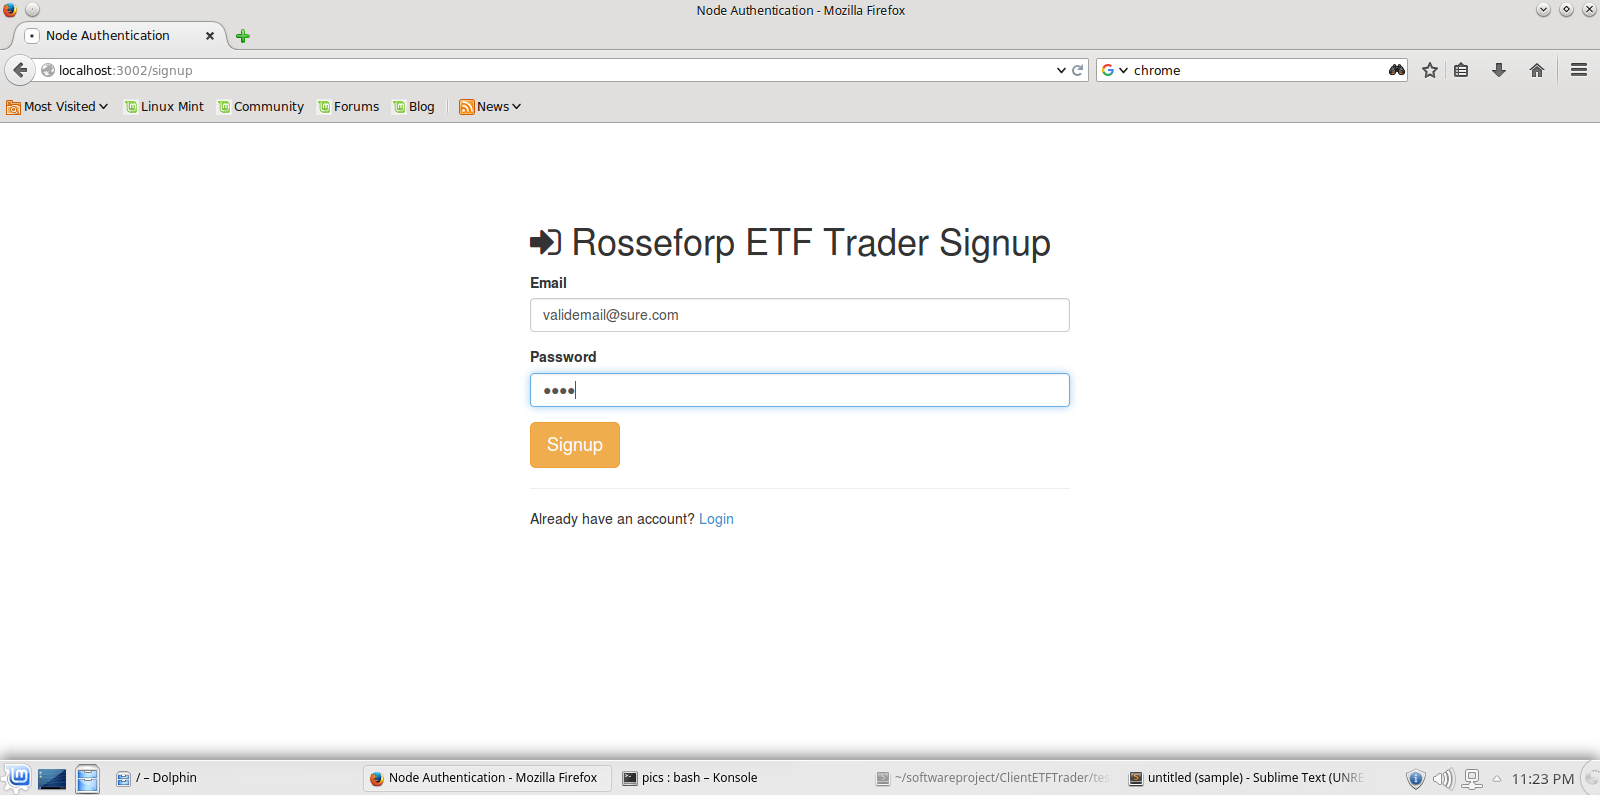 Node Authentication - Mozilla Firefox
Node Authentication
localhost:3002/signup
chrome
Most Visited Linux Mint Community Forums Blog News
Rosseforp ETF Trader Signup
Email
validemail@sure.com
Password
Signup
Already have an account? Login
/ – Dolphin Node Authentication - Mozilla Firefox pics : bash – Konsole ~/softwareproject/ClientETFTrader/tes untitled (sample) - Sublime Text (UNRE 11:23 PM